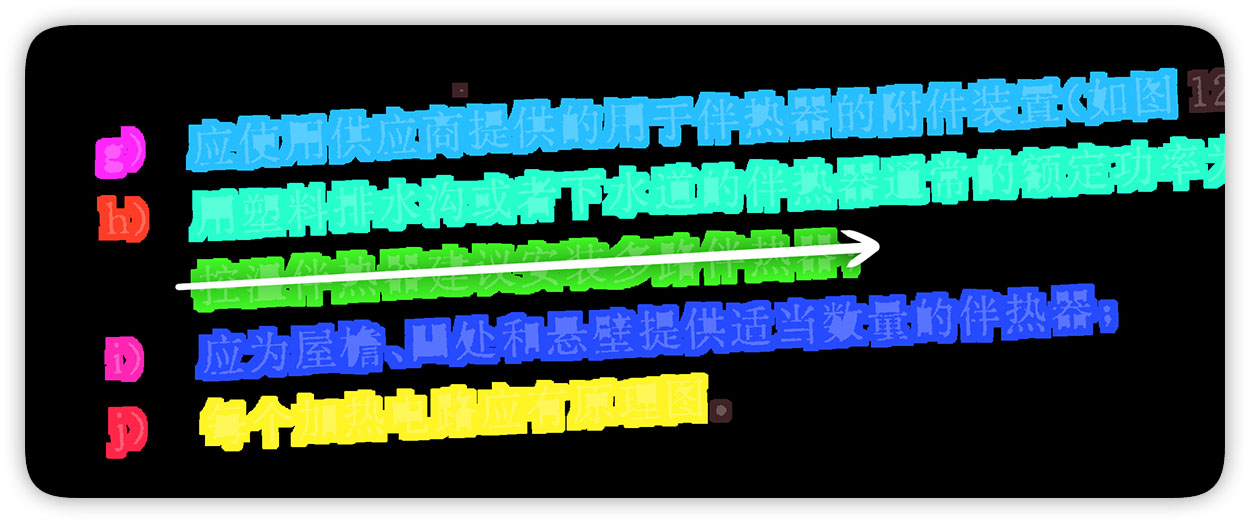 g) 应使用供应商提供的用于伴热器的附件装置(如图 12
h) 用塑料排水沟或者下水道的伴热器通常的额定功率为
控温伴热器建议安装多路伴热器。
i) 应为屋檐、凹处和悬壁提供适当数量的伴热器;
j) 每个加热电路应有原理图。